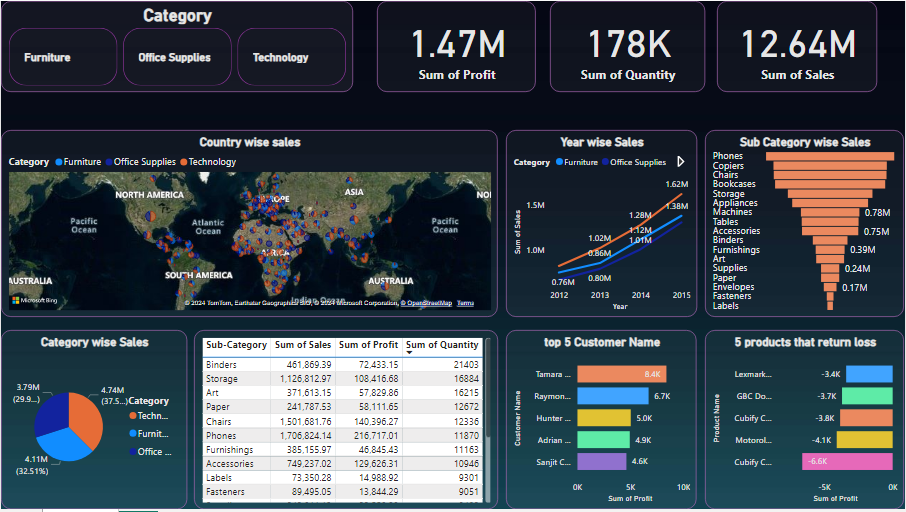 Category
Furniture
Office Supplies
Technology
1.47M
Sum of Profit
178K
Sum of Quantity
12.64M
Sum of Sales
Country wise sales
Category Furniture Office Supplies Technology
NORTH AMERICA
ASIA
Pacific
Ocean
Atlantic
Ocean
Pacific
Ocean
AFRICA
SOUTH AMERICA
AUSTRALIA
AUSTRALIA
Microsoft Bing
© 2024 TomTom, Earthstar Geographics SIO, © 2024 Microsoft Corporation, © OpenStreetMap Terms
Year wise Sales
Category Furniture Office Supplies
Sum of Sales
1.5M
1.0M
1.62M
1.38M
1.28M
1.12M
1.01M
1.02M
0.86M
0.80M
0.76M
2012 2013 2014 2015
Year
Sub Category wise Sales
Phones
Copiers
Chairs
Bookcases
Storage
Appliances
Machines 0.78M
Tables
Accessories 0.75M
Binders
Furnishings 0.39M
Art
Supplies 0.24M
Paper
Envelopes 0.17M
Fasteners
Labels
Category wise Sales
3.79M
(29.9...)
4.74M
(37.5...)
4.11M
(32.51%)
Category
Techn...
Furnit...
Office ...
Sub-Category Sum of Sales Sum of Profit Sum of Quantity
Binders 461,869.39 72,433.15 21403
Storage 1,126,812.97 108,416.68 16884
Art 371,613.15 57,829.86 16215
Paper 241,787.53 58,111.65 12672
Chairs 1,501,681.76 140,396.27 12336
Phones 1,706,824.14 216,717.01 11870
Furnishings 385,155.97 46,845.43 11163
Accessories 749,237.02 129,626.31 10946
Labels 73,350.28 14,988.92 9301
Fasteners 89,495.05 13,844.29 9051
top 5 Customer Name
Customer Name
Tamara ... 8.4K
Raymon... 6.7K
Hunter ... 5.0K
Adrian ... 4.9K
Sanjit C... 4.6K
0K 5K 10K
Sum of Profit
5 products that return loss
Product Name
Lexmark... -3.4K
GBC Do... -3.7K
Cubify C... -3.8K
Motorol... -4.1K
Cubify C... -6.6K
-5K 0K
Sum of Profit